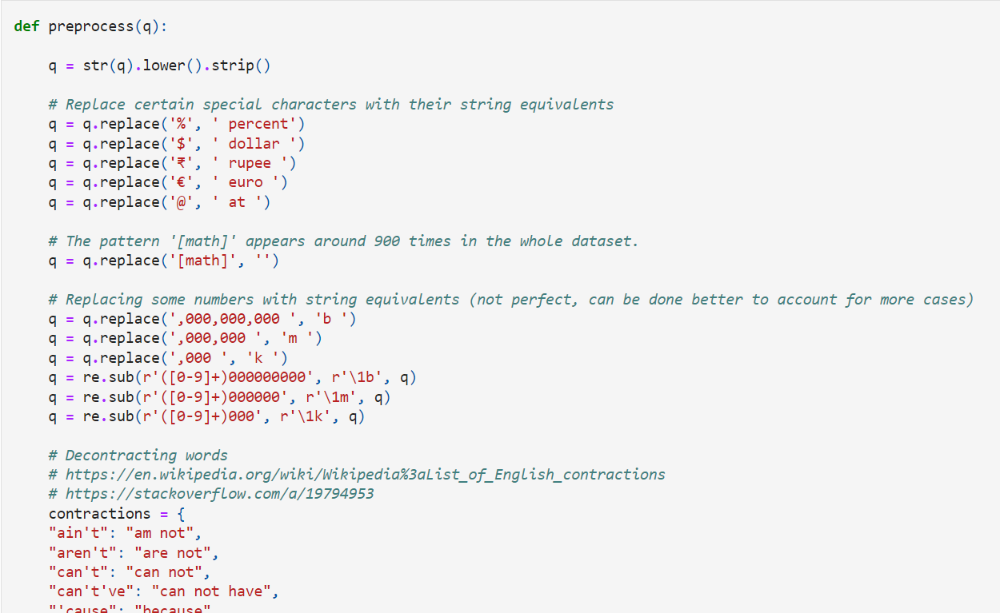 def preprocess(q):
q = str(q).lower().strip()
# Replace certain special characters with their string equivalents
q = q.replace('%', ' percent')
q = q.replace('$', ' dollar ')
q = q.replace('₹', ' rupee ')
q = q.replace('€', ' euro ')
q = q.replace('@', ' at ')
# The pattern '[math]' appears around 900 times in the whole dataset.
q = q.replace('[math]', '')
# Replacing some numbers with string equivalents (not perfect, can be done better to account for more cases)
q = q.replace(',000,000,000 ', 'b ')
q = q.replace(',000,000 ', 'm ')
q = q.replace(',000 ', 'k ')
q = re.sub(r'([0-9]+)000000000', r'\1b', q)
q = re.sub(r'([0-9]+)000000', r'\1m', q)
q = re.sub(r'([0-9]+)000', r'\1k', q)
# Decontracting words
# https://en.wikipedia.org/wiki/Wikipedia%3aList_of_English_contractions
# https://stackoverflow.com/a/19794953
contractions = {
"ain't": "am not",
"aren't": "are not",
"can't": "can not",
"can't've": "can not have",
"'cause": "because"